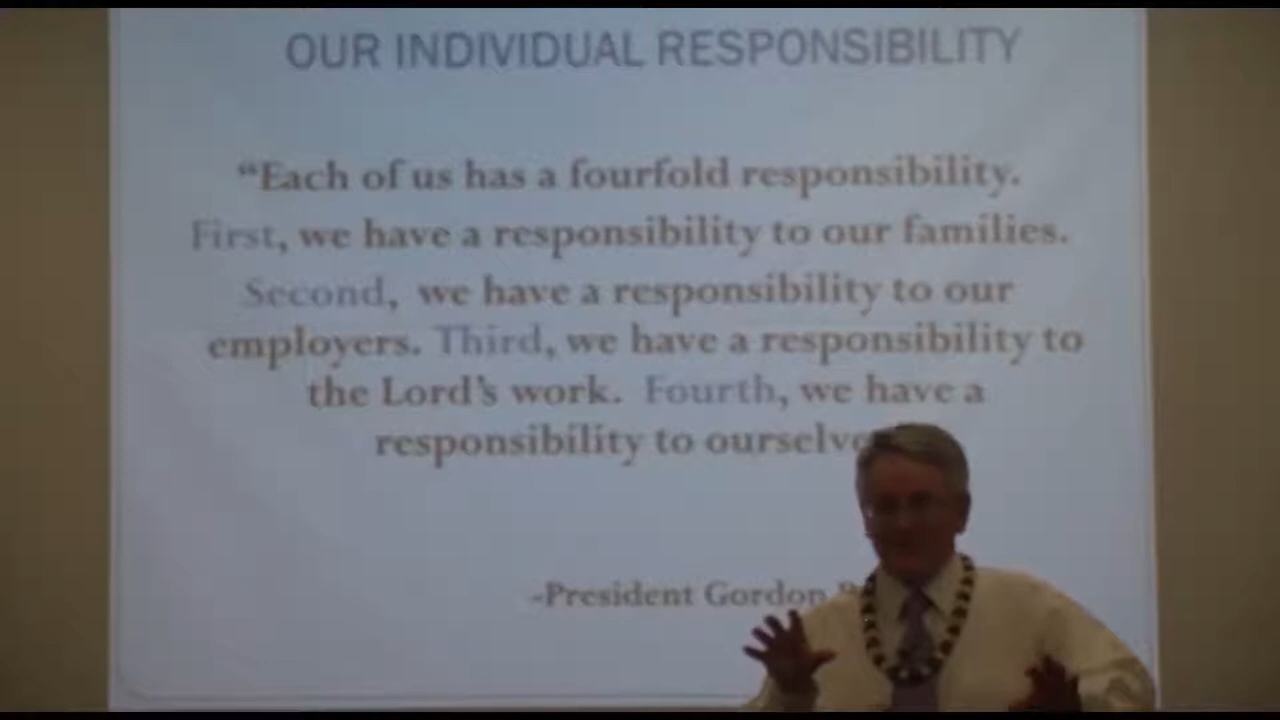 OUR INDIVIDUAL RESPONSIBILITY
“Each of us has a fourfold responsibility.
First, we have a responsibility to our families.
Second, we have a responsibility to our
employers. Third, we have a responsibility to
the Lord’s work. Fourth, we have a
responsibility to
-President Gordon